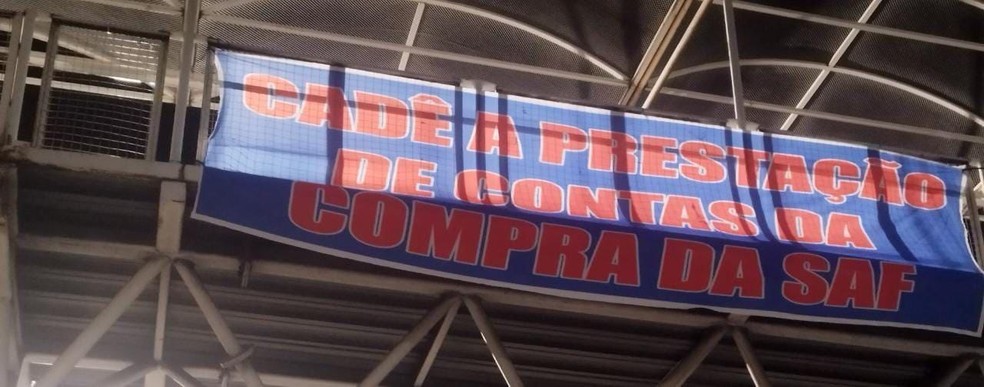 CADÊ A PRESTAÇÃO
DE CONTAS DA
COMPRA DA SAF